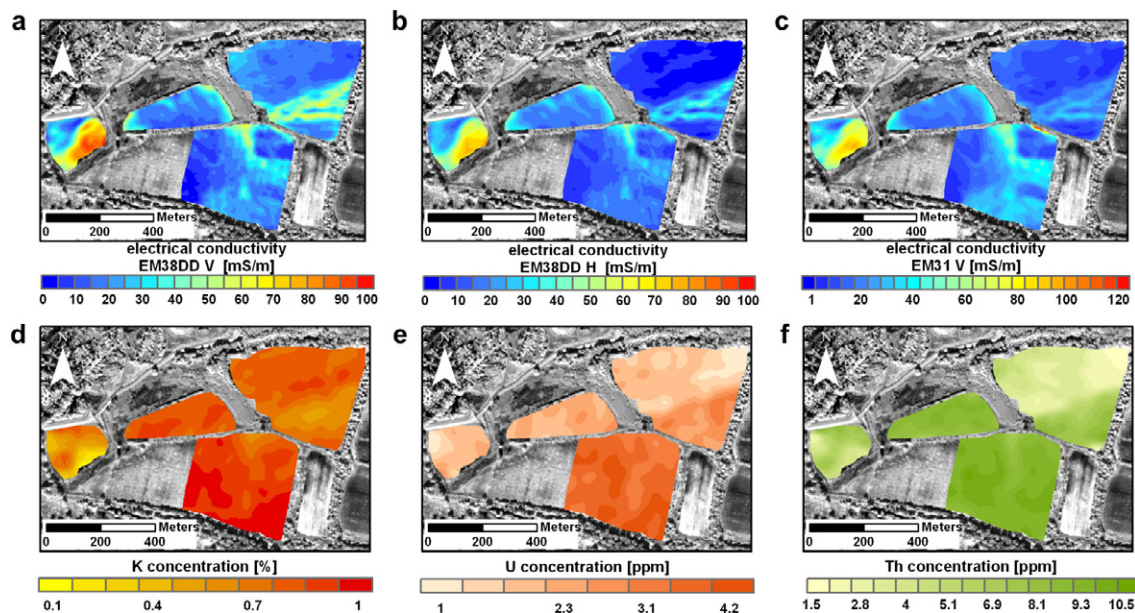 a
b
c
N
N
N
Meters
0 200 400
Meters
0 200 400
Meters
0 200 400
electrical conductivity
EM38DD V [mS/m]
0 10 20 30 40 50 60 70 80 90 100
electrical conductivity
EM38DD H [mS/m]
0 10 20 30 40 50 60 70 80 90 100
electrical conductivity
EM31 V [mS/m]
1 20 40 60 80 100 120
d
e
f
N
N
N
Meters
0 200 400
Meters
0 200 400
Meters
0 200 400
K concentration [%]
0.1 0.4 0.7 1
U concentration [ppm]
1 2.3 3.1 4.2
Th concentration [ppm]
1.5 2.8 4 5.1 6.9 8.1 9.3 10.5